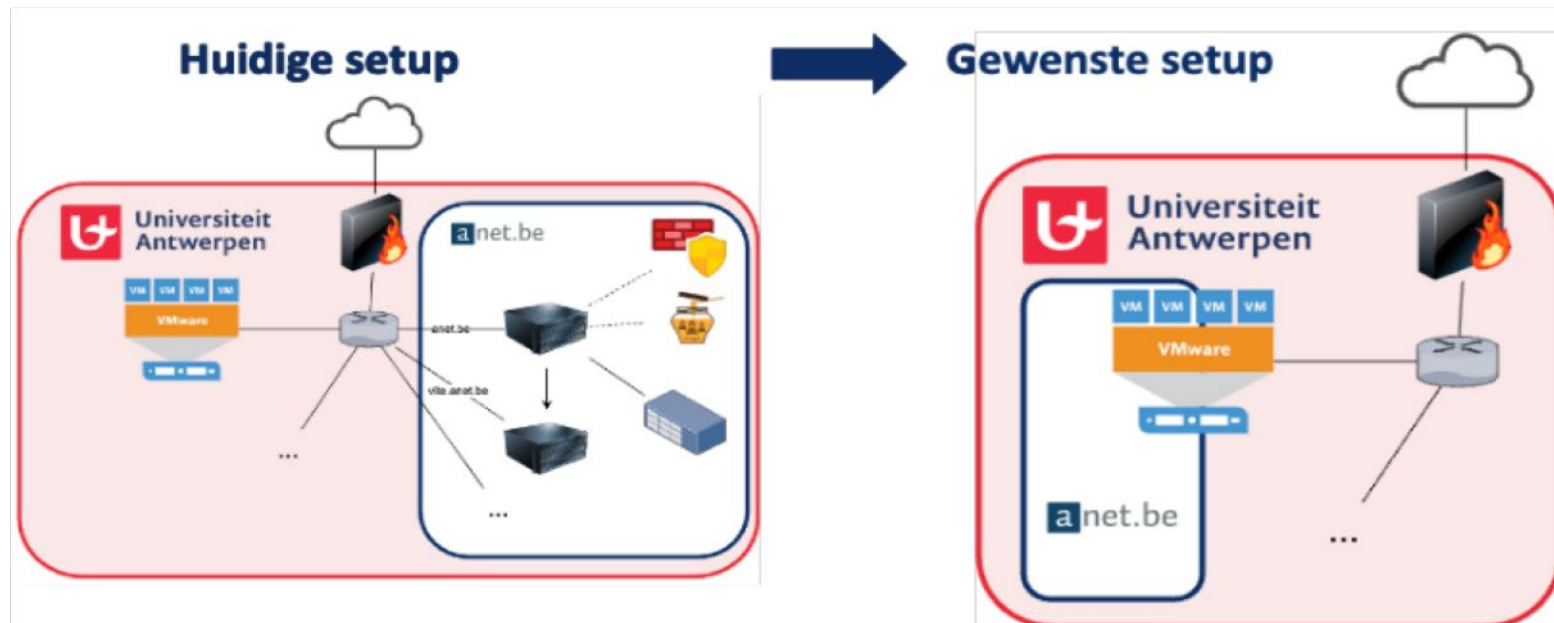 Huidige setup
Gewenste setup
Universiteit
Antwerpen
anet.be
VM VM VM VM
VMware
anet.be
vlie.anet.be
...
...
Universiteit
Antwerpen
VM VM VM VM
VMware
anet.be
...